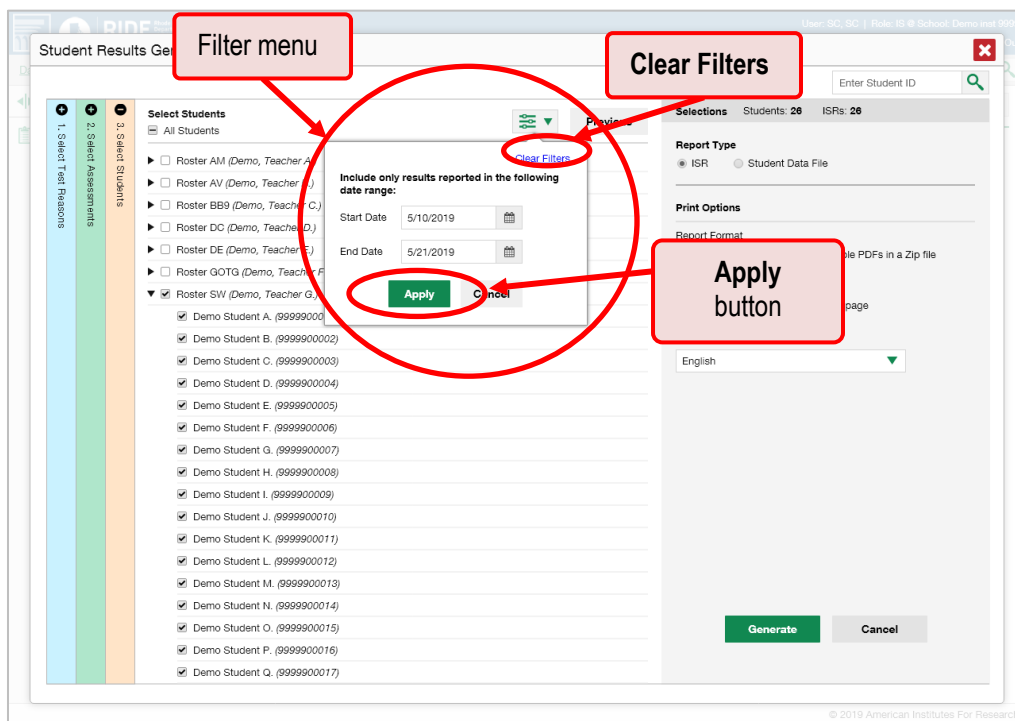 RIDE
User: SC, SC | Role: IS @ School: Demo inst 999
Student Results Ge
Filter menu
Clear Filters
Enter Student ID
1. Select Test Reasons
2. Select Assessments
3. Select Students
Select Students
All Students
Previous
Selections Students: 26 ISRs: 26
Clear Filters
Report Type
ISR Student Data File
Roster AM (Demo, Teacher A
Roster AV (Demo, Teacher .)
Roster BB9 (Demo, Teacher C.)
Roster DC (Demo, Teacher D.)
Roster DE (Demo, Teacher E.)
Roster GOTG (Demo, Teacher F
Roster SW (Demo, Teacher G.)
Include only results reported in the following
date range:
Start Date 5/10/2019
End Date 5/21/2019
Apply Cancel
Print Options
Report Format
le PDFs in a Zip file
Apply
button
page
English
Demo Student A. (99999000
Demo Student B. (9999900002)
Demo Student C. (9999900003)
Demo Student D. (9999900004)
Demo Student E. (9999900005)
Demo Student F. (9999900006)
Demo Student G. (9999900007)
Demo Student H. (9999900008)
Demo Student I. (9999900009)
Demo Student J. (9999900010)
Demo Student K. (9999900011)
Demo Student L. (9999900012)
Demo Student M. (9999900013)
Demo Student N. (9999900014)
Demo Student O. (9999900015)
Demo Student P. (9999900016)
Demo Student Q. (9999900017)
Generate Cancel
© 2019 American Institutes For Research